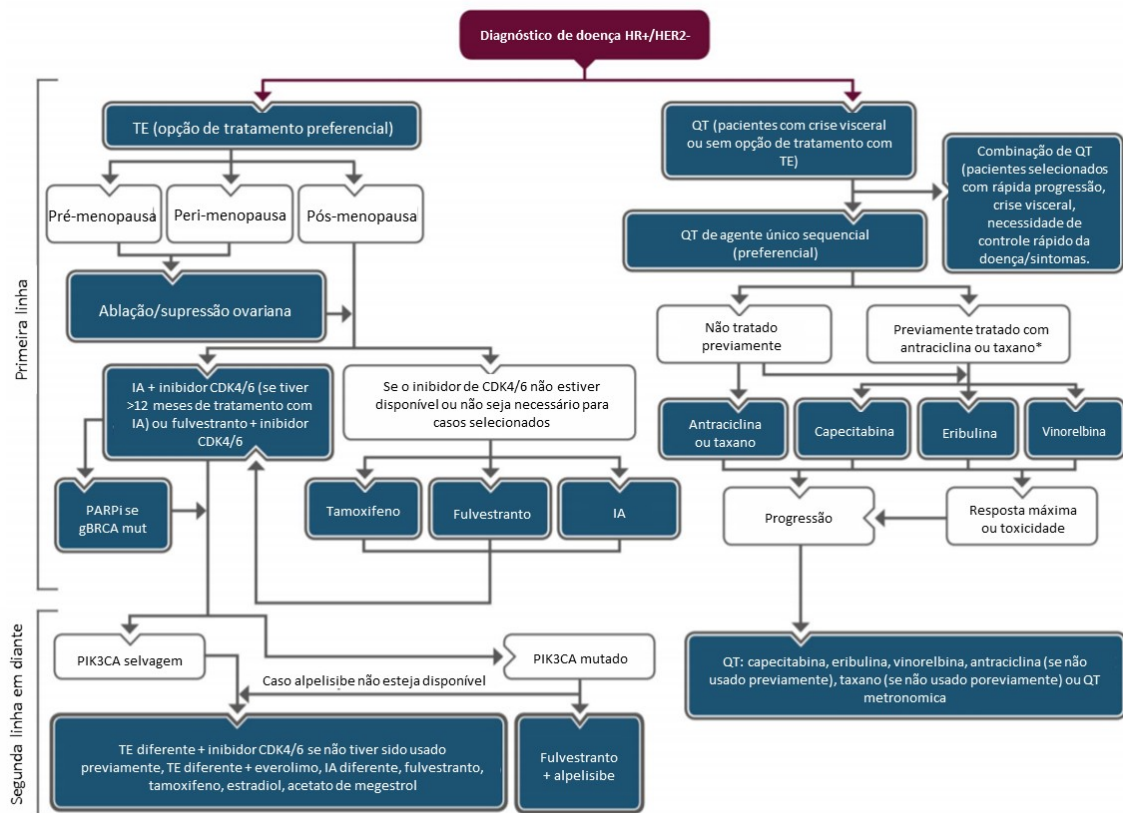 Diagnóstico de doença HR+/HER2-
Primeira linha
TE (opção de tratamento preferencial)
Pré-menopausa
Peri-menopausa
Pós-menopausa
Ablação/supressão ovariana
IA + inibidor CDK4/6 (se tiver
>12 meses de tratamento com
IA) ou fulvestranto + inibidor
CDK4/6
Se o inibidor de CDK4/6 não estiver
disponível ou não seja necessário para
casos selecionados
PARPi se
gBRCA mut
Tamoxifeno
Fulvestranto
IA
QT (pacientes com crise visceral
ou sem opção de tratamento com
TE)
Combinação de QT
(pacientes selecionados
com rápida progressão,
crise visceral,
necessidade de
controle rápido da
doença/sintomas.
QT de agente único sequencial
(preferencial)
Não tratado
previamente
Previamente tratado com
antraciclina ou taxano*
Antraciclina
ou taxano
Capecitabina
Eribulina
Vinorelbina
Progressão
Resposta máxima
ou toxicidade
Segunda linha em diante
PIK3CA selvagem
PIK3CA mutado
Caso alpelisibe não esteja disponível
TE diferente + inibidor CDK4/6 se não tiver sido usado
previamente, TE diferente + everolimo, IA diferente, fulvestranto,
tamoxifeno, estradiol, acetato de megestrol
Fulvestranto
+ alpelisibe
QT: capecitabina, eribulina, vinorelbina, antraciclina (se não
usado previamente), taxano (se não usado poreviamente) ou QT
metronomica